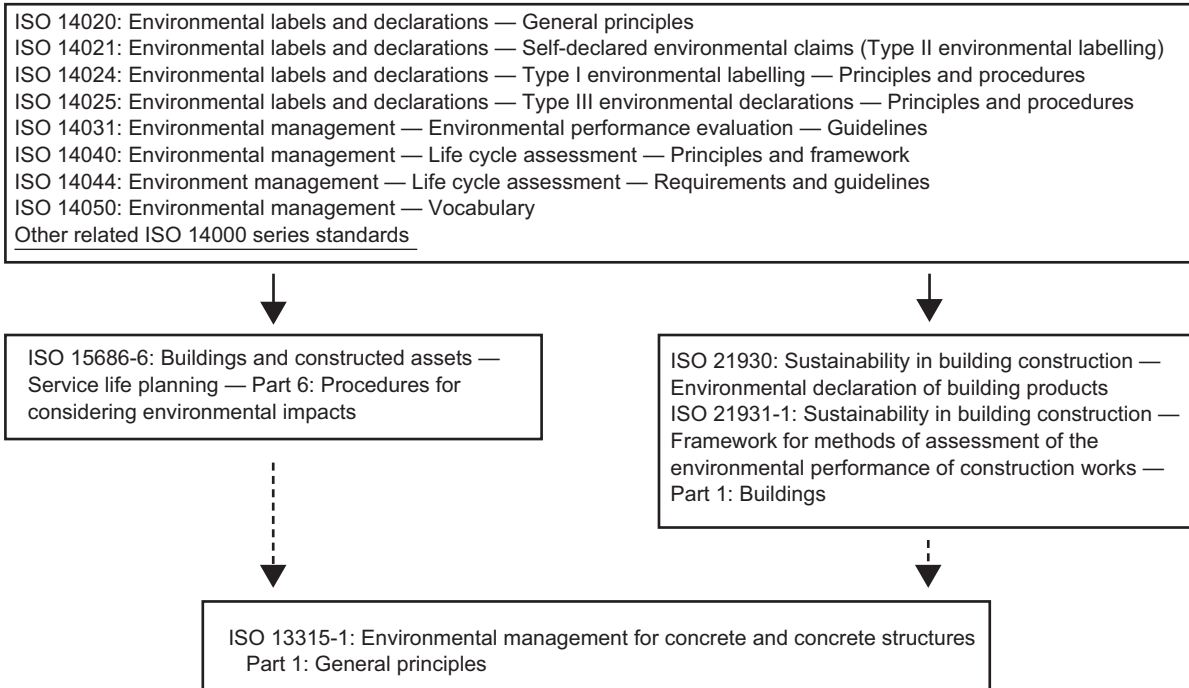 ISO 14020: Environmental labels and declarations — General principles
ISO 14021: Environmental labels and declarations — Self-declared environmental claims (Type II environmental labelling)
ISO 14024: Environmental labels and declarations — Type I environmental labelling — Principles and procedures
ISO 14025: Environmental labels and declarations — Type III environmental declarations — Principles and procedures
ISO 14031: Environmental management — Environmental performance evaluation — Guidelines
ISO 14040: Environmental management — Life cycle assessment — Principles and framework
ISO 14044: Environment management — Life cycle assessment — Requirements and guidelines
ISO 14050: Environmental management — Vocabulary
Other related ISO 14000 series standards
ISO 15686-6: Buildings and constructed assets —
Service life planning — Part 6: Procedures for
considering environmental impacts
ISO 21930: Sustainability in building construction —
Environmental declaration of building products
ISO 21931-1: Sustainability in building construction —
Framework for methods of assessment of the
environmental performance of construction works —
Part 1: Buildings
ISO 13315-1: Environmental management for concrete and concrete structures
Part 1: General principles